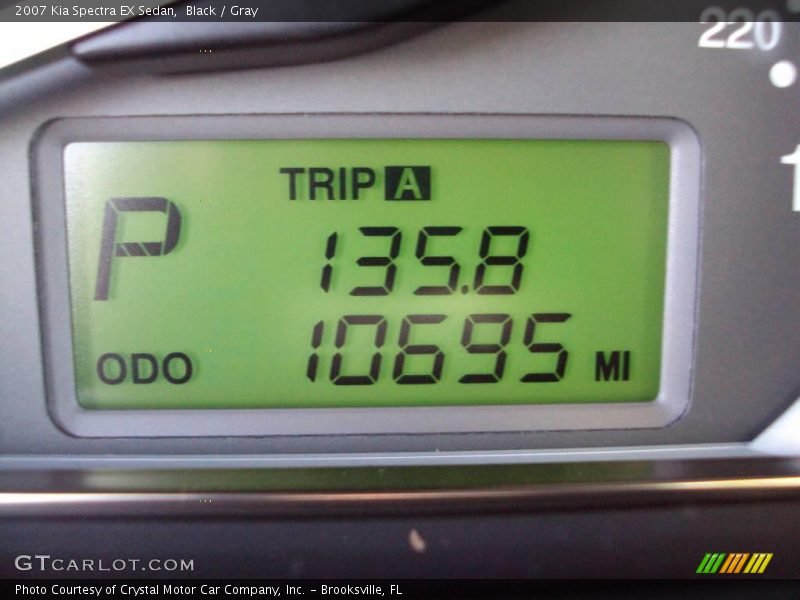 2007 Kia Spectra EX Sedan, Black / Gray
220
TRIP A
P
135.8
ODO 10695 MI
GTCARLOT.COM
Photo Courtesy of Crystal Motor Car Company, Inc. – Brooksville, FL